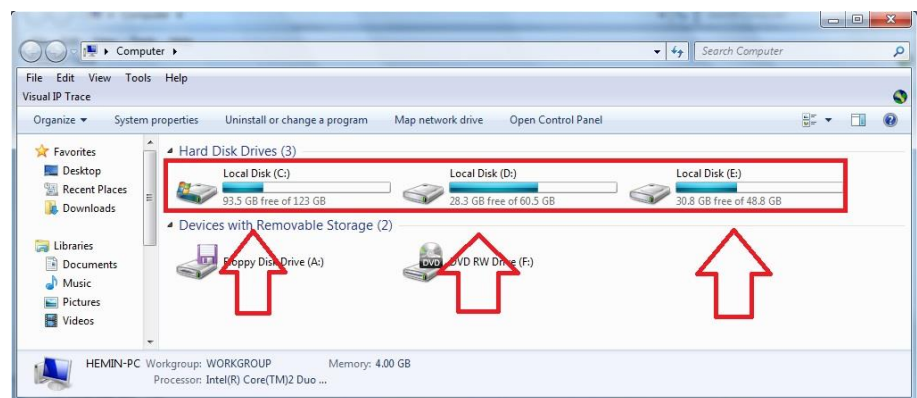 Computer
Search Computer
File Edit View Tools Help
Visual IP Trace
Organize System properties Uninstall or change a program Map network drive Open Control Panel
Favorites
Desktop
Recent Places
Downloads
Libraries
Documents
Music
Pictures
Videos
Hard Disk Drives (3)
Local Disk (C:)
93.5 GB free of 123 GB
Local Disk (D:)
28.3 GB free of 60.5 GB
Local Disk (E:)
30.8 GB free of 48.8 GB
Devices with Removable Storage (2)
Floppy Disk Drive (A:)
DVD
DVD RW Drive (F:)
HEMIN-PC Workgroup: WORKGROUP Memory: 4.00 GB
Processor: Intel(R) Core(TM)2 Duo ...